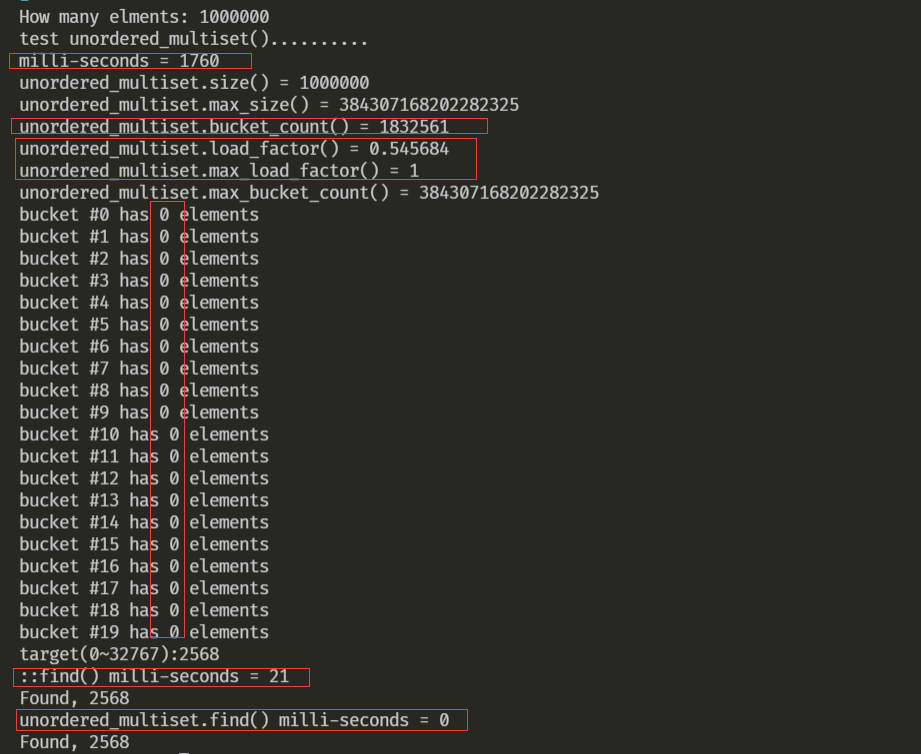 How many elments: 1000000
test unordered_multiset()..........
milli-seconds = 1760
unordered_multiset.size() = 1000000
unordered_multiset.max_size() = 384307168202282325
unordered_multiset.bucket_count() = 1832561
unordered_multiset.load_factor() = 0.545684
unordered_multiset.max_load_factor() = 1
unordered_multiset.max_bucket_count() = 384307168202282325
bucket #0 has 0 elements
bucket #1 has 0 elements
bucket #2 has 0 elements
bucket #3 has 0 elements
bucket #4 has 0 elements
bucket #5 has 0 elements
bucket #6 has 0 elements
bucket #7 has 0 elements
bucket #8 has 0 elements
bucket #9 has 0 elements
bucket #10 has 0 elements
bucket #11 has 0 elements
bucket #12 has 0 elements
bucket #13 has 0 elements
bucket #14 has 0 elements
bucket #15 has 0 elements
bucket #16 has 0 elements
bucket #17 has 0 elements
bucket #18 has 0 elements
bucket #19 has 0 elements
target(0~32767):2568
::find() milli-seconds = 21
Found, 2568
unordered_multiset.find() milli-seconds = 0
Found, 2568